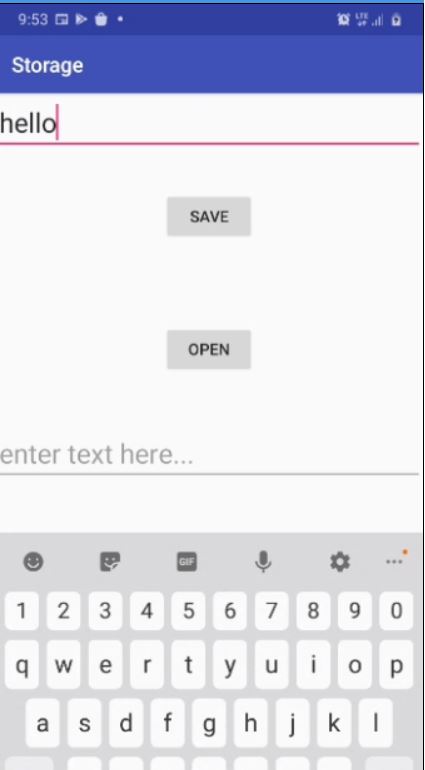 9:53
LTE
Storage
hello
SAVE
OPEN
enter text here...
GIF
1 2 3 4 5 6 7 8 9 0
q w e r t y u i o p
a s d f g h j k l